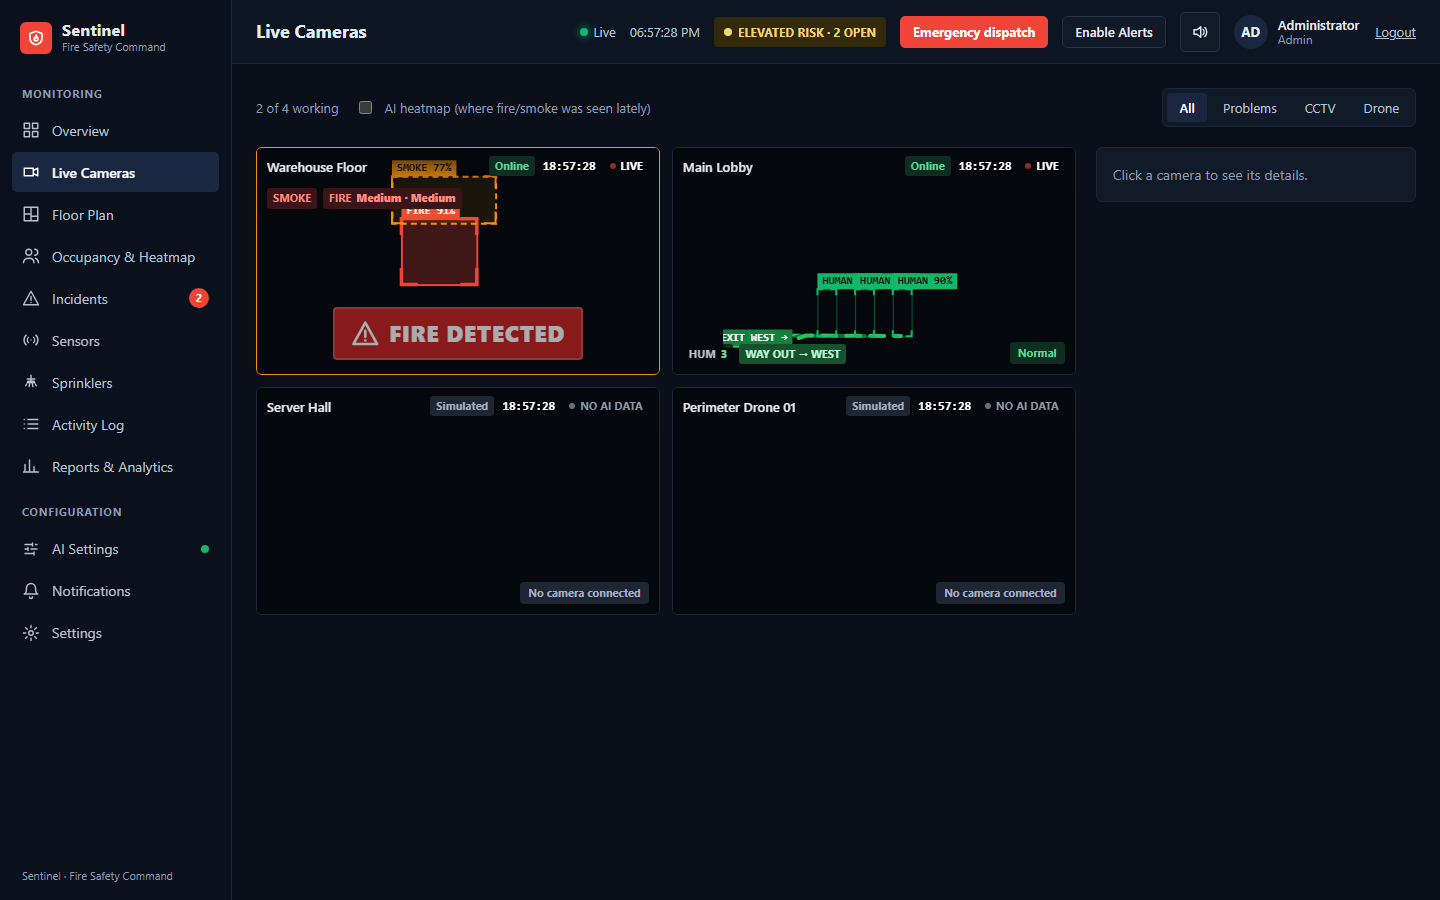 Sentinel
Fire Safety Command
MONITORING
Overview
Live Cameras
Floor Plan
Occupancy & Heatmap
Incidents 2
Sensors
Sprinklers
Activity Log
Reports & Analytics
CONFIGURATION
AI Settings
Notifications
Settings
Sentinel · Fire Safety Command
Live Cameras
Live 06:57:28 PM ELEVATED RISK · 2 OPEN Emergency dispatch Enable Alerts AD Administrator Admin Logout
2 of 4 working AI heatmap (where fire/smoke was seen lately) All Problems CCTV Drone
Warehouse Floor SMOKE 77% Online 18:57:28 LIVE
SMOKE FIRE Medium · Medium
FIRE 91%
FIRE DETECTED
Main Lobby Online 18:57:28 LIVE
HUMAN HUMAN HUMAN 90%
EXIT WEST →
HUM 3 WAY OUT → WEST Normal
Click a camera to see its details.
Server Hall Simulated 18:57:28 NO AI DATA
No camera connected
Perimeter Drone 01 Simulated 18:57:28 NO AI DATA
No camera connected